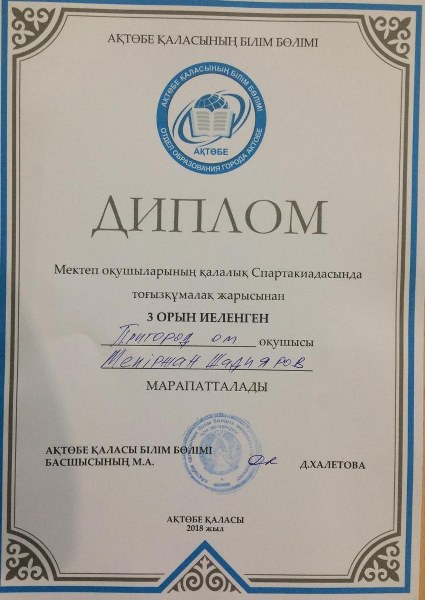 АҚТӨБЕ ҚАЛАСЫНЫҢ БІЛІМ БӨЛІМІ
АҚТӨБЕ ҚАЛАСЫНЫҢ БІЛІМ БӨЛІМІ
АҚТӨБЕ
ОТДЕЛ ОБРАЗОВАНИЯ ГОРОДА АКТОБЕ
ДИПЛОМ
Мектеп оқушыларының қалалық Спартакиадасында
тоғызқұмалақ жарысынан
3 ОРЫН ИЕЛЕНГЕН
Пригород ом оқушысы
Шадияров
МАРАПАТТАЛАДЫ
АҚТӨБЕ ҚАЛАСЫ БІЛІМ БӨЛІМІ
БАСШЫСЫНЫҢ М.А. Д.ХАЛЕТОВА
АҚТӨБЕ ҚАЛАСЫ
2018 жыл